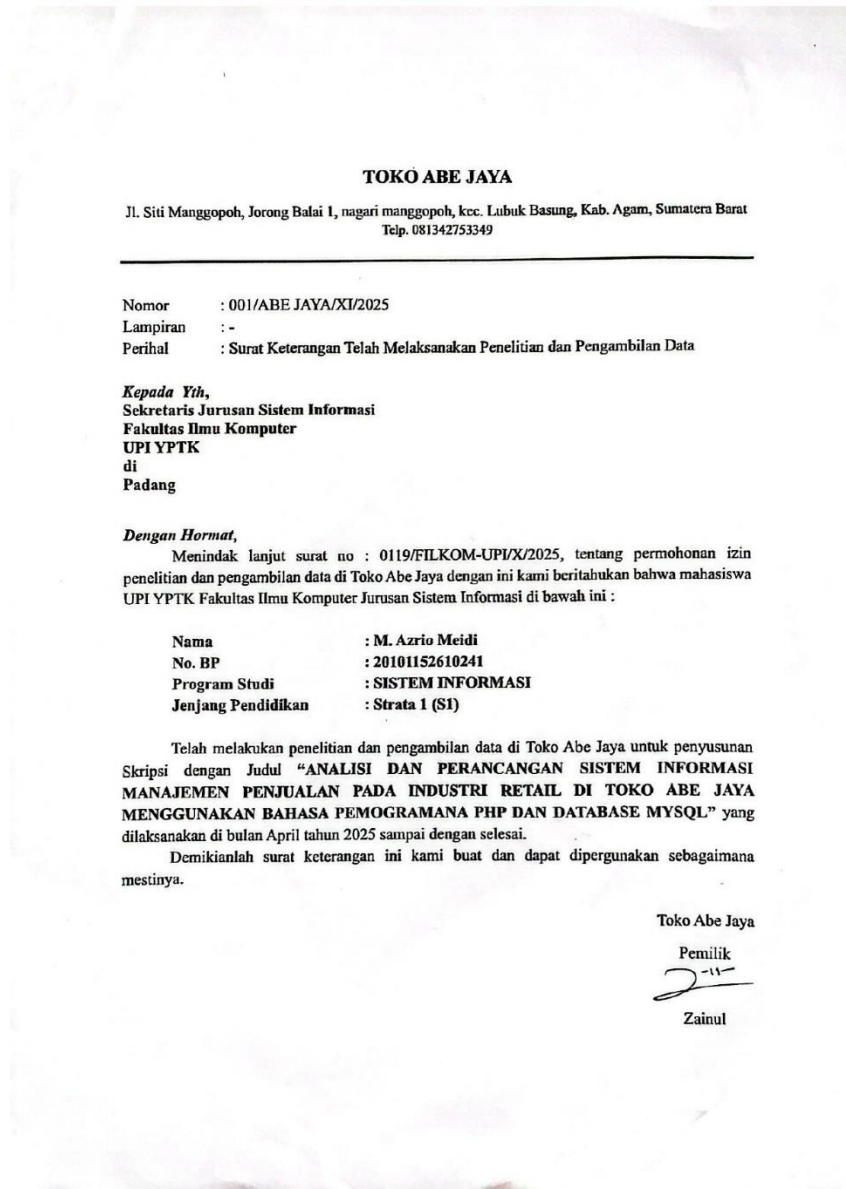 TOKO ABE JAYA
Jl. Siti Manggopoh, Jorong Balai 1, nagari manggopoh, kec. Lubuk Basung, Kab. Agam, Sumatera Barat
Telp. 081342753349
Nomor : 001/ABE JAYA/XI/2025
Lampiran : -
Perihal : Surat Keterangan Telah Melaksanakan Penelitian dan Pengambilan Data
Kepada Yth,
Sekretaris Jurusan Sistem Informasi
Fakultas Ilmu Komputer
UPI YPTK
di
Padang
Dengan Hormat,
Menindak lanjut surat no : 0119/FILKOM-UPI/X/2025, tentang permohonan izin
penelitian dan pengambilan data di Toko Abe Jaya dengan ini kami beritahukan bahwa mahasiswa
UPI YPTK Fakultas Ilmu Komputer Jurusan Sistem Informasi di bawah ini :
Nama : M. Azrio Meidi
No. BP : 20101152610241
Program Studi : SISTEM INFORMASI
Jenjang Pendidikan : Strata 1 (S1)
Telah melakukan penelitian dan pengambilan data di Toko Abe Jaya untuk penyusunan
Skripsi dengan Judul “ANALISI DAN PERANCANGAN SISTEM INFORMASI
MANAJEMEN PENJUALAN PADA INDUSTRI RETAIL DI TOKO ABE JAYA
MENGGUNAKAN BAHASA PEMOGRAMANA PHP DAN DATABASE MYSQL” yang
dilaksanakan di bulan April tahun 2025 sampai dengan selesai.
Demikianlah surat keterangan ini kami buat dan dapat dipergunakan sebagaimana
mestinya.
Toko Abe Jaya
Pemilik
Zainul